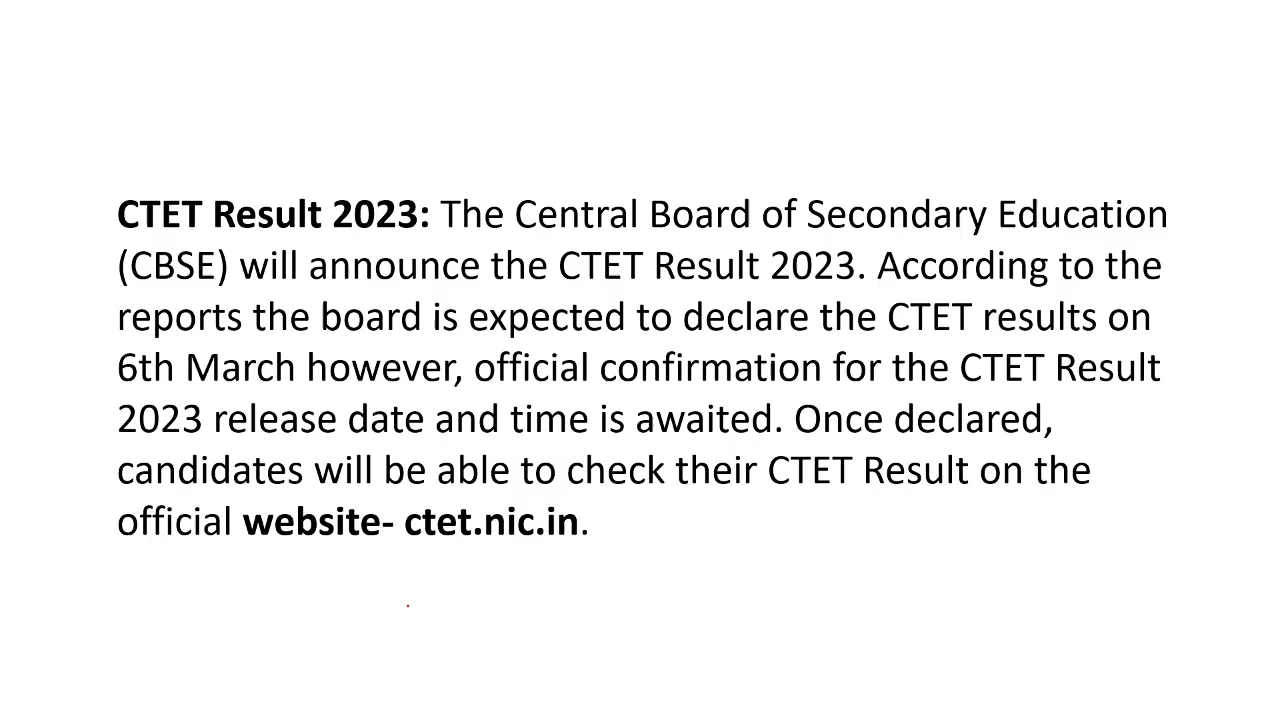 CTET Result 2023: The Central Board of Secondary Education
(CBSE) will announce the CTET Result 2023. According to the
reports the board is expected to declare the CTET results on
6th March however, official confirmation for the CTET Result
2023 release date and time is awaited. Once declared,
candidates will be able to check their CTET Result on the
official website- ctet.nic.in.